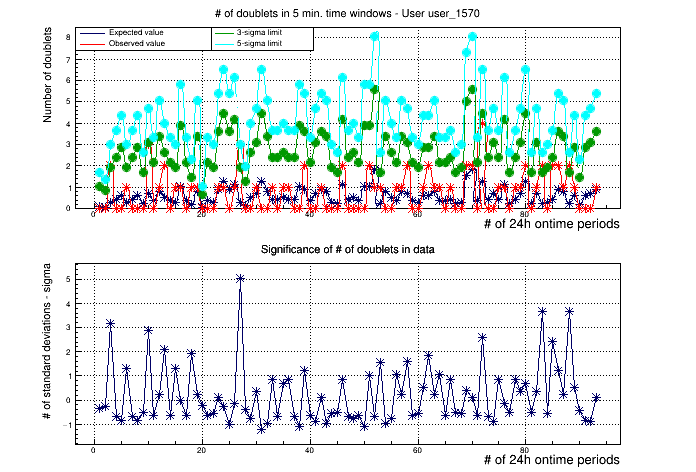 # of doublets in 5 min. time windows - User user_1570
Number of doublets
Expected value
Observed value
3-sigma limit
5-sigma limit
8
7
6
5
4
3
2
1
0
0 20 40 60 80
# of 24h ontime periods
Significance of # of doublets in data
# of standard deviations - sigma
5
4
3
2
1
0
−1
0 20 40 60 80
# of 24h ontime periods